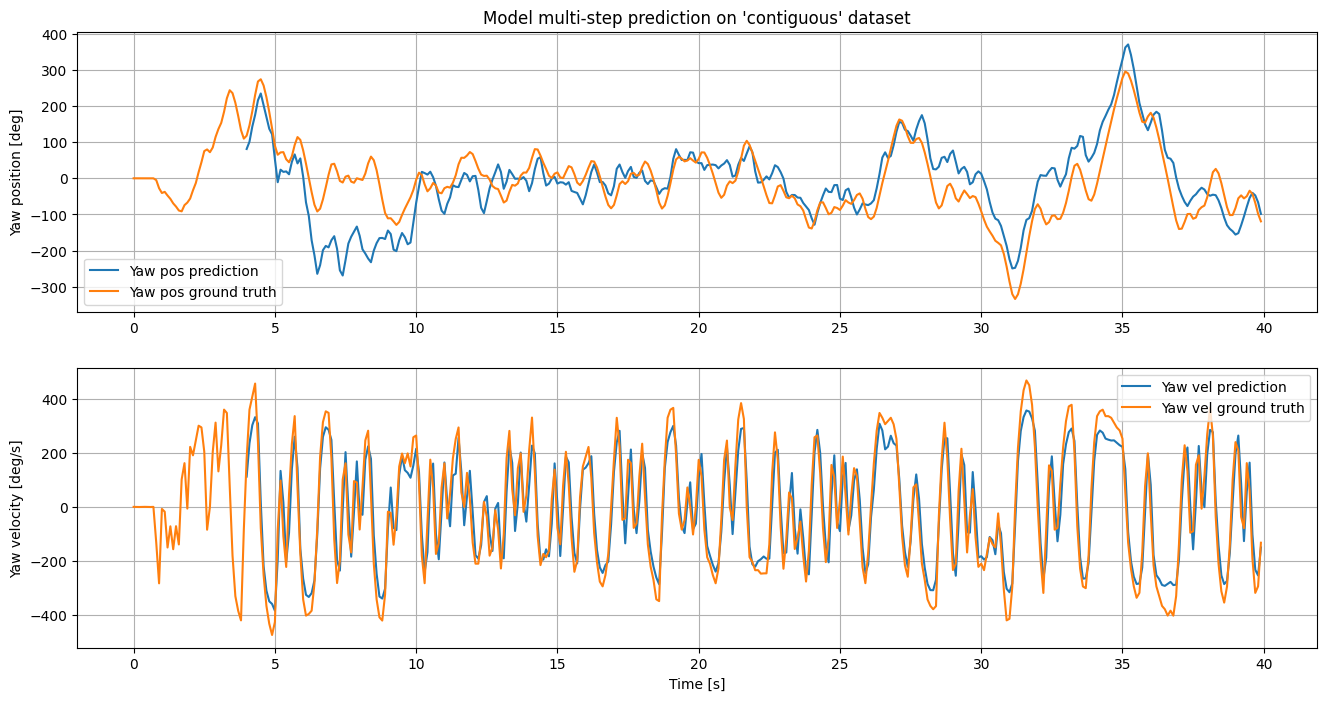 Model multi-step prediction on 'contiguous' dataset
Yaw position [deg]
400
300
200
100
0
−100
−200
−300
Yaw pos prediction
Yaw pos ground truth
0 5 10 15 20 25 30 35 40
Yaw velocity [deg/s]
400
200
0
−200
−400
Yaw vel prediction
Yaw vel ground truth
0 5 10 15 20 25 30 35 40
Time [s]